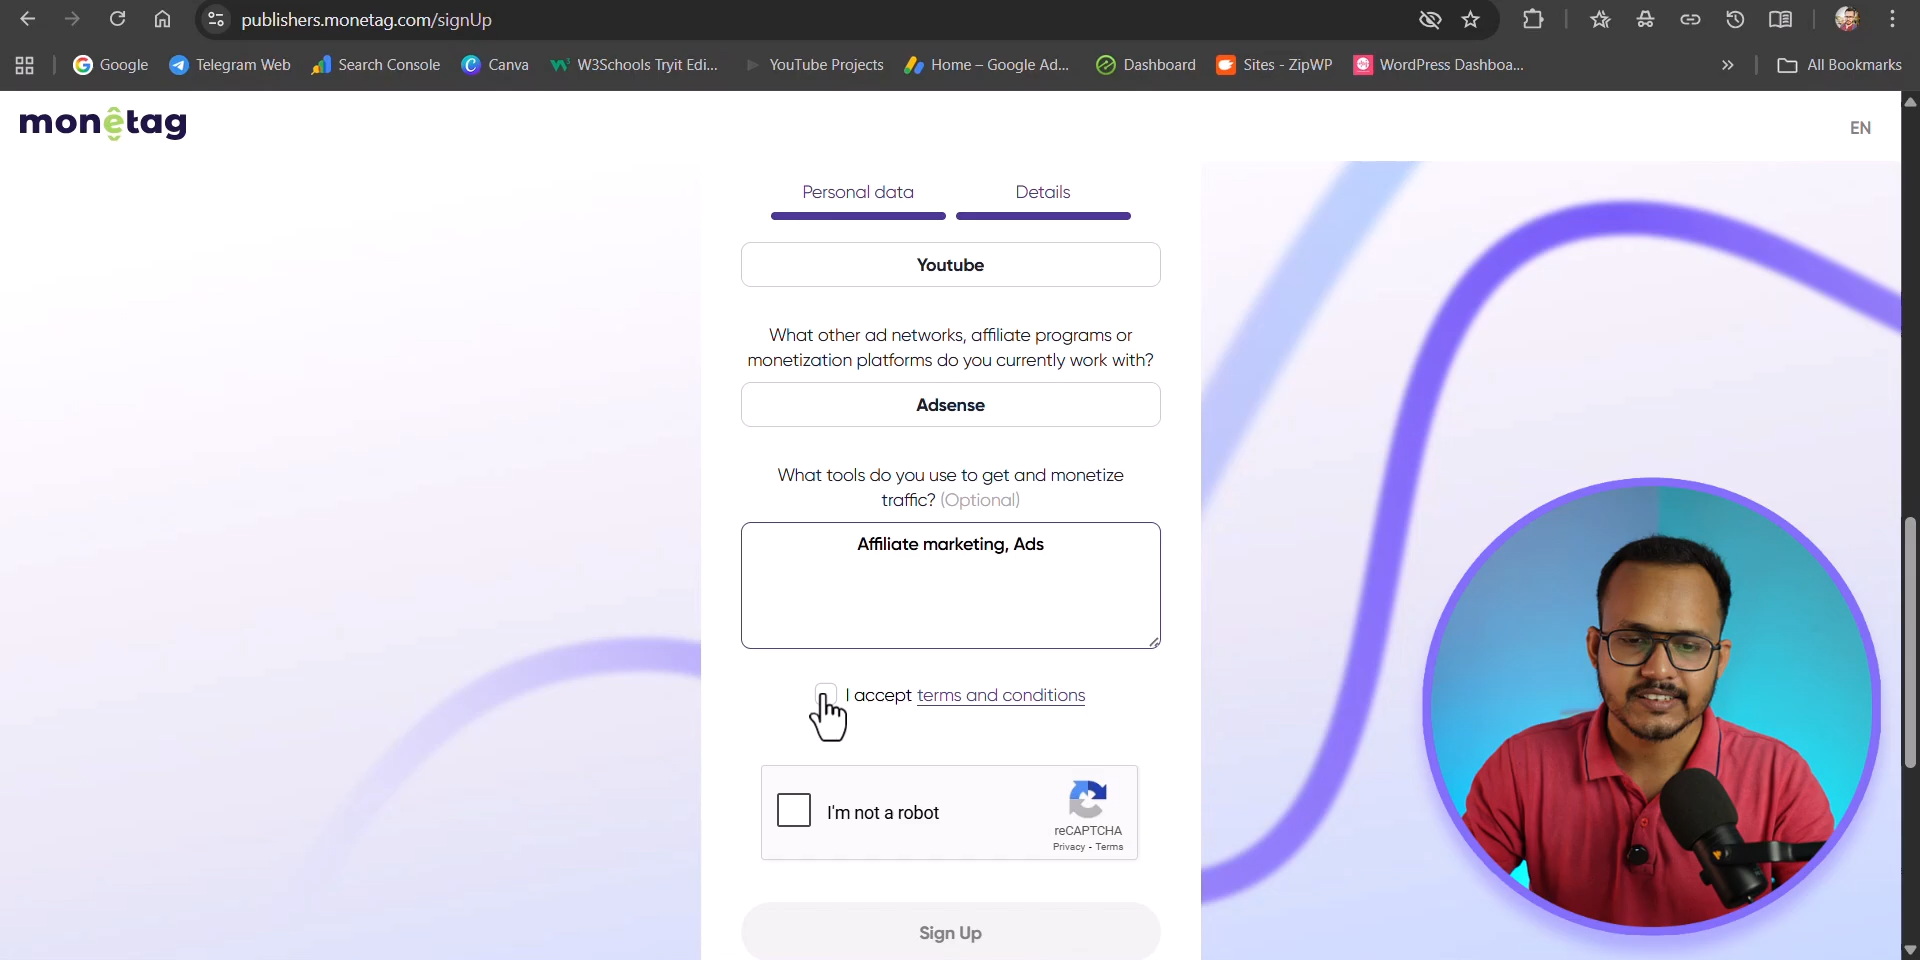 publishers.monetag.com/signUp
Google
Telegram Web
Search Console
Canva
W3Schools Tryit Edi...
YouTube Projects
Home – Google Ad...
Dashboard
Sites - ZipWP
WordPress Dashboa...
All Bookmarks
monetag
EN
Personal data
Details
Youtube
What other ad networks, affiliate programs or
monetization platforms do you currently work with?
Adsense
What tools do you use to get and monetize
traffic? (Optional)
Affiliate marketing, Ads
I accept terms and conditions
I'm not a robot
reCAPTCHA
Privacy - Terms
Sign Up